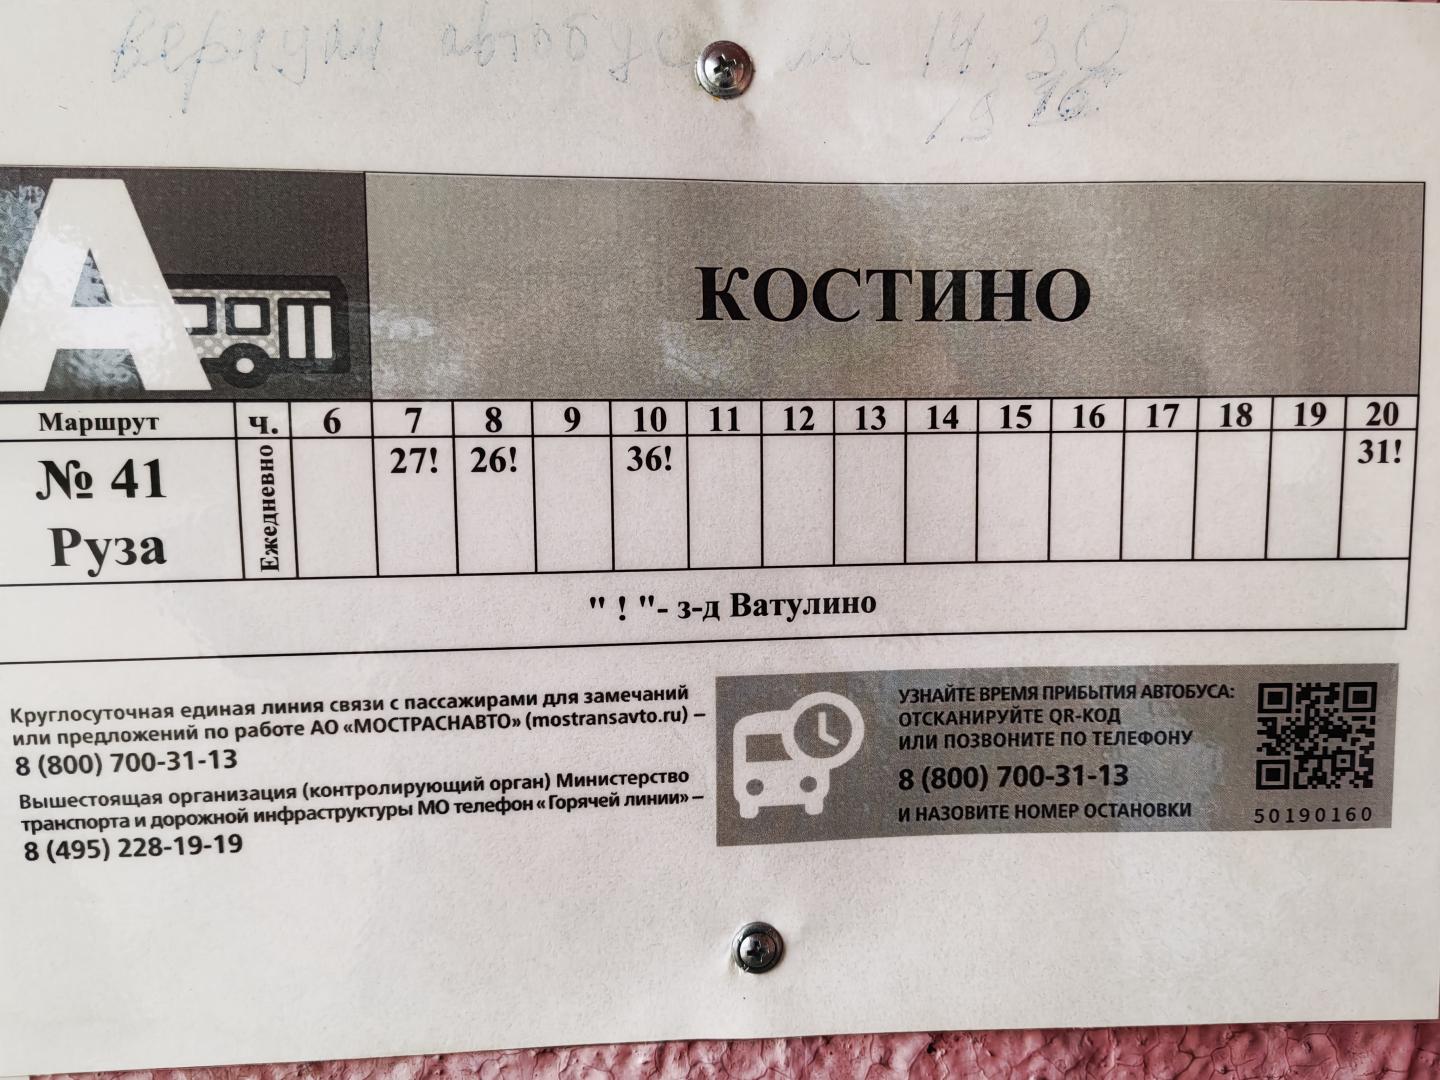 вернули автобус на 14.30
15 16
А
КОСТИНО
Маршрут ч. 6 7 8 9 10 11 12 13 14 15 16 17 18 19 20
№ 41 Руза Ежедневно 27! 26! 36! 31!
" ! "- з-д Ватулино
Круглосуточная единая линия связи с пассажирами для замечаний
или предложений по работе АО «МОСТРАСНАВТО» (mostransavto.ru) –
8 (800) 700-31-13
Вышестоящая организация (контролирующий орган) Министерство
транспорта и дорожной инфраструктуры МО телефон «Горячей линии» –
8 (495) 228-19-19
УЗНАЙТЕ ВРЕМЯ ПРИБЫТИЯ АВТОБУСА:
ОТСКАНИРУЙТЕ QR-КОД
ИЛИ ПОЗВОНИТЕ ПО ТЕЛЕФОНУ
8 (800) 700-31-13
И НАЗОВИТЕ НОМЕР ОСТАНОВКИ
50190160